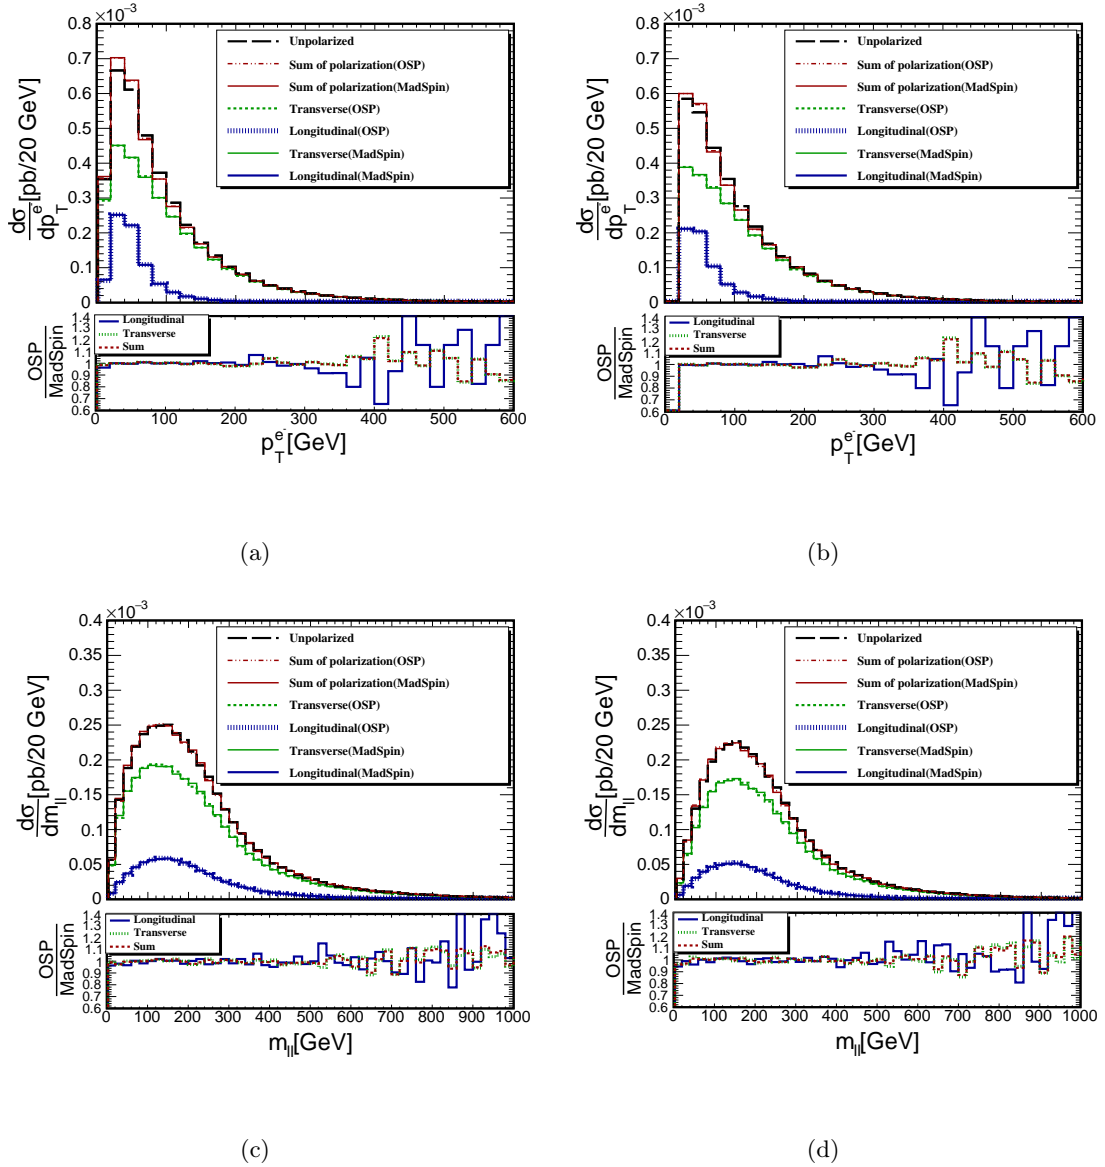 ×10⁻³
0.8
0.7
0.6
0.5
0.4
0.3
0.2
0.1
0
dσ/dp_T^{e^-}[pb/20 GeV]
Unpolarized
Sum of polarization(OSP)
Sum of polarization(MadSpin)
Transverse(OSP)
Longitudinal(OSP)
Transverse(MadSpin)
Longitudinal(MadSpin)
OSP/MadSpin
1.4
1.3
1.2
1.1
1
0.9
0.8
0.7
0.6
Longitudinal
Transverse
Sum
0 100 200 300 400 500 600
p_T^{e^-}[GeV]
(a)
×10⁻³
0.8
0.7
0.6
0.5
0.4
0.3
0.2
0.1
0
dσ/dp_T^{e^-}[pb/20 GeV]
Unpolarized
Sum of polarization(OSP)
Sum of polarization(MadSpin)
Transverse(OSP)
Longitudinal(OSP)
Transverse(MadSpin)
Longitudinal(MadSpin)
OSP/MadSpin
1.4
1.3
1.2
1.1
1
0.9
0.8
0.7
0.6
Longitudinal
Transverse
Sum
0 100 200 300 400 500 600
p_T^{e^-}[GeV]
(b)
×10⁻³
0.4
0.35
0.3
0.25
0.2
0.15
0.1
0.05
0
dσ/dm_ll[pb/20 GeV]
Unpolarized
Sum of polarization(OSP)
Sum of polarization(MadSpin)
Transverse(OSP)
Longitudinal(OSP)
Transverse(MadSpin)
Longitudinal(MadSpin)
OSP/MadSpin
1.4
1.3
1.2
1.1
1
0.9
0.8
0.7
0.6
Longitudinal
Transverse
Sum
0 100 200 300 400 500 600 700 800 900 1000
m_ll[GeV]
(c)
×10⁻³
0.4
0.35
0.3
0.25
0.2
0.15
0.1
0.05
0
dσ/dm_ll[pb/20 GeV]
Unpolarized
Sum of polarization(OSP)
Sum of polarization(MadSpin)
Transverse(OSP)
Longitudinal(OSP)
Transverse(MadSpin)
Longitudinal(MadSpin)
OSP/MadSpin
1.4
1.3
1.2
1.1
1
0.9
0.8
0.7
0.6
Longitudinal
Transverse
Sum
0 100 200 300 400 500 600 700 800 900 1000
m_ll[GeV]
(d)